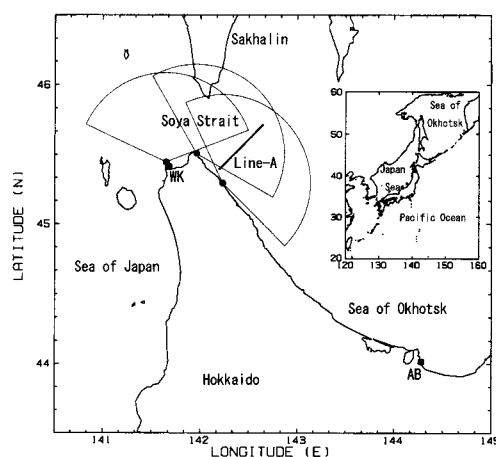 Sakhalin
46
Soya Strait
Line-A
WK
45
LATITUDE (N)
Sea of Japan
Sea of Okhotsk
44
AB
Hokkaido
141
142
143
144
145
LONGITUDE (E)
60
Sea of
Okhotsk
50
40
Japan
Sea
30
Pacific Ocean
20
120
130
140
150
160